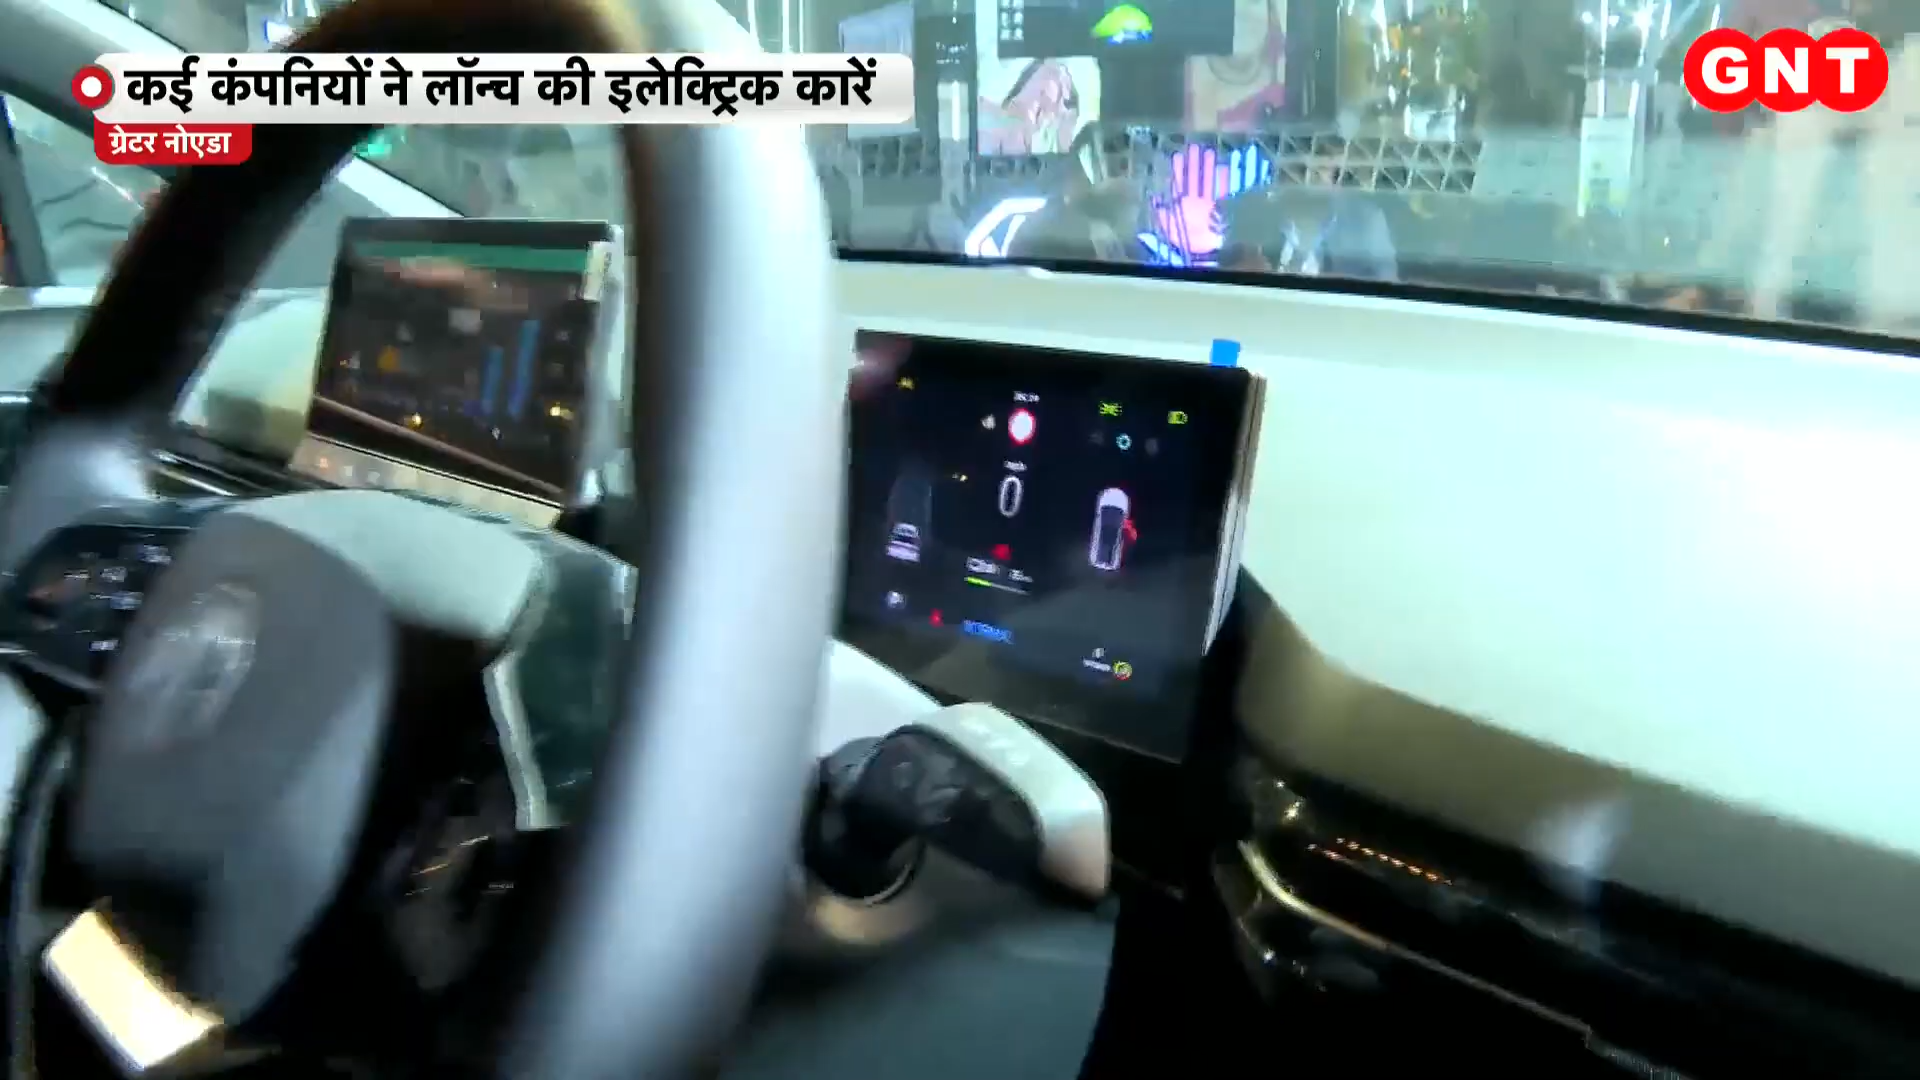 कई कंपनियों ने लॉन्च की इलेक्ट्रिक कारें
ग्रेटर नोएडा
GNT
0